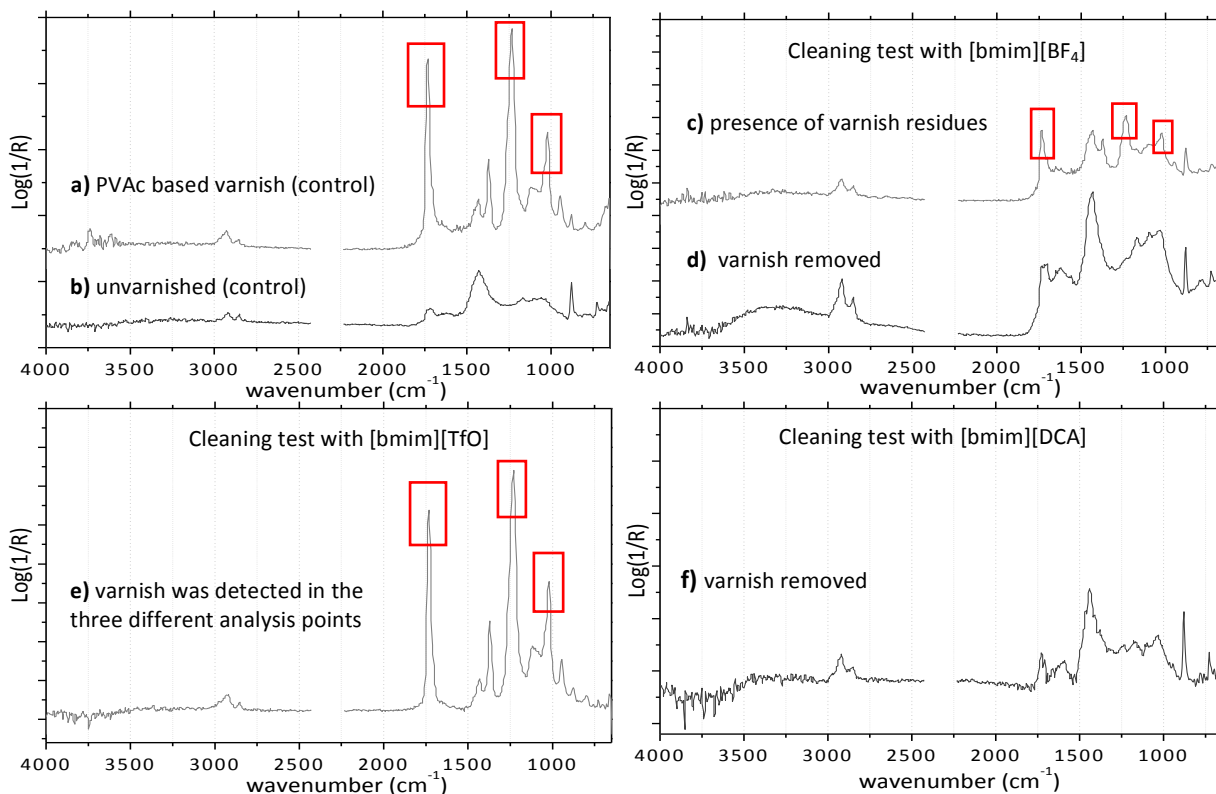 a) PVAc based varnish (control)
b) unvarnished (control)
Log(1/R)
4000 3500 3000 2500 2000 1500 1000
wavenumber (cm⁻¹)
Cleaning test with [bmim][BF₄]
c) presence of varnish residues
d) varnish removed
Log(1/R)
4000 3500 3000 2500 2000 1500 1000
wavenumber (cm⁻¹)
Cleaning test with [bmim][TfO]
e) varnish was detected in the
three different analysis points
Log(1/R)
4000 3500 3000 2500 2000 1500 1000
wavenumber (cm⁻¹)
Cleaning test with [bmim][DCA]
f) varnish removed
Log(1/R)
4000 3500 3000 2500 2000 1500 1000
wavenumber (cm⁻¹)